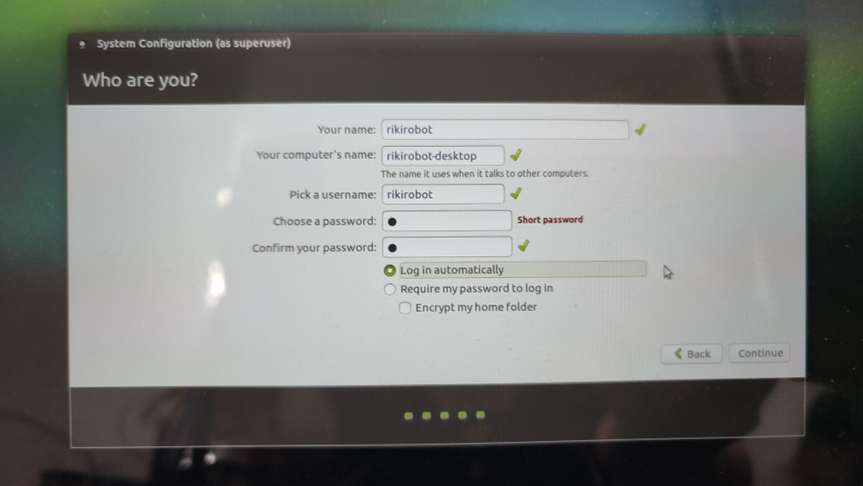 System Configuration (as superuser)
Who are you?
Your name: rikirobot
Your computer's name: rikirobot-desktop
The name it uses when it talks to other computers.
Pick a username: rikirobot
Choose a password: ● Short password
Confirm your password: ●
Log in automatically
Require my password to log in
Encrypt my home folder
Back Continue